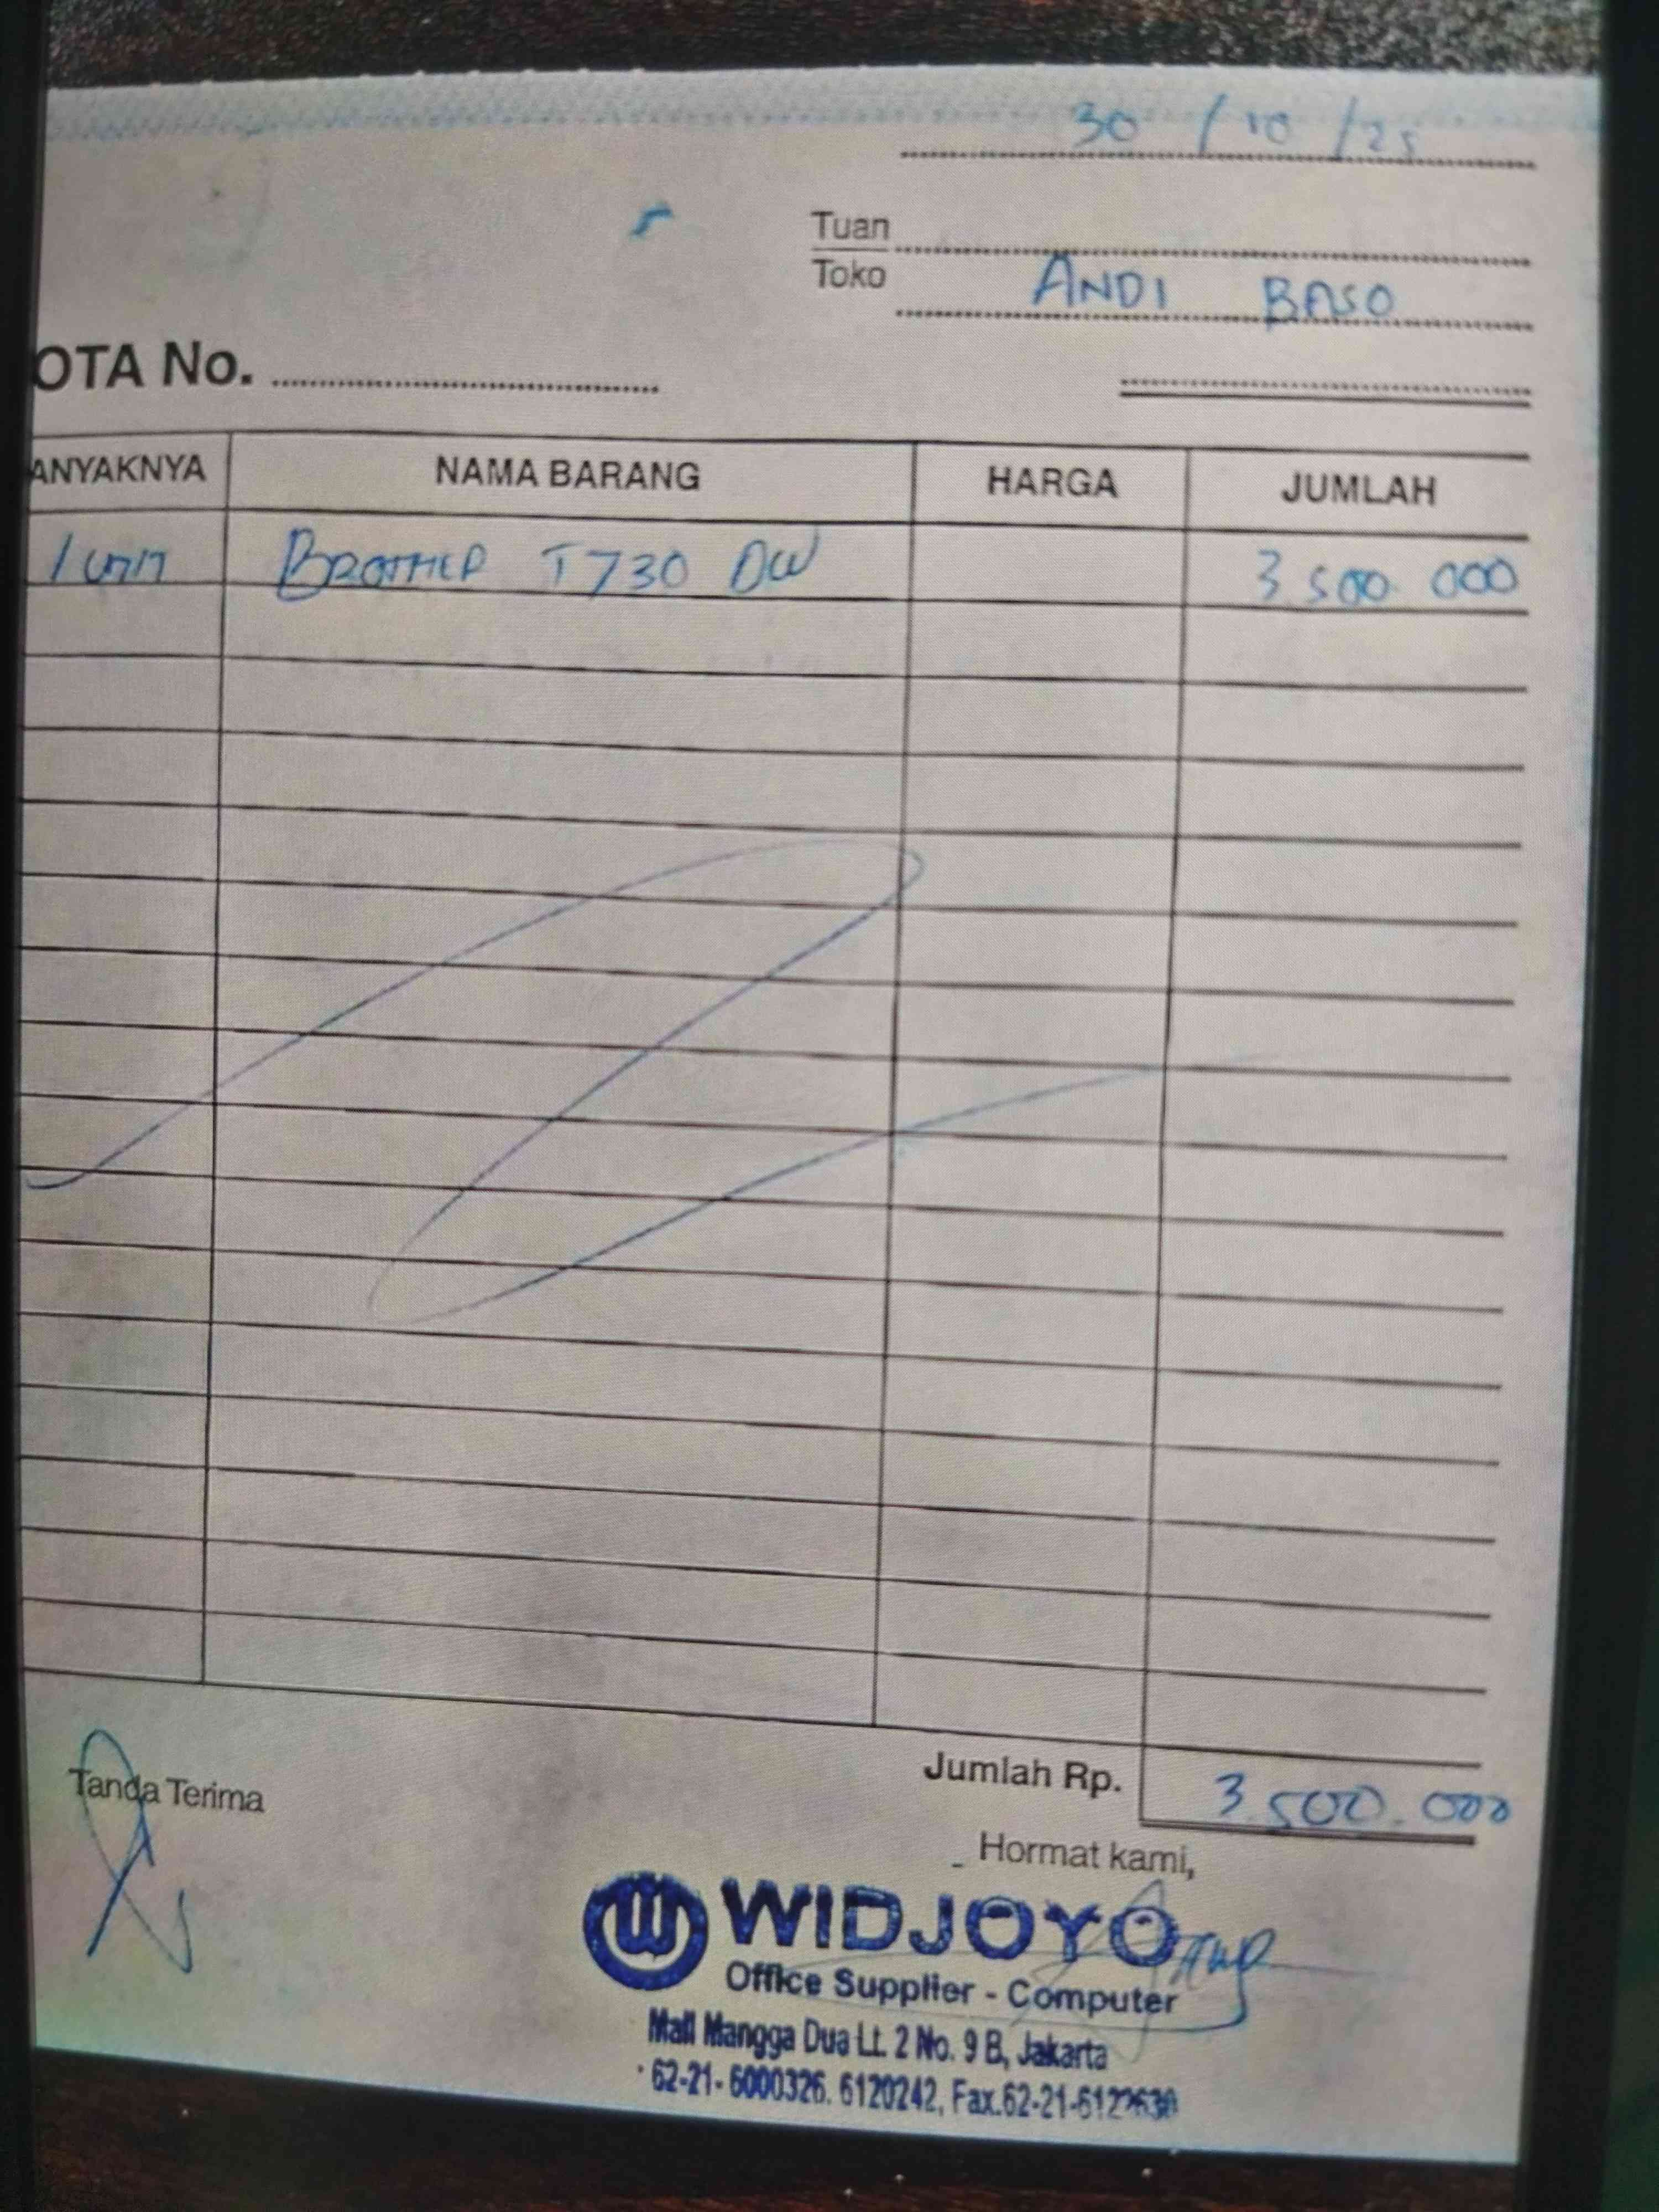 30 / 10 / 25
Tuan
Toko ANDI BASO
OTA No.
ANYAKNYA NAMA BARANG HARGA JUMLAH
1 unit BROTHER T730 DW 3 500 000
Jumlah Rp. 3.500.000
Tanda Terima
Hormat kami,
WIDJOYO
Office Supplier - Computer
Mall Mangga Dua Lt. 2 No. 9 B, Jakarta
62-21-6000326. 6120242, Fax.62-21-6122630